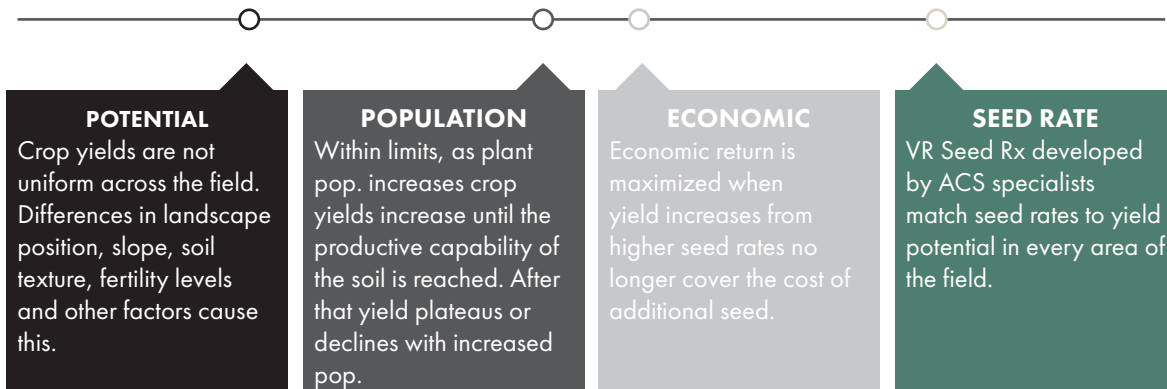 POTENTIAL
Crop yields are not
uniform across the field.
Differences in landscape
position, slope, soil
texture, fertility levels
and other factors cause
this.
POPULATION
Within limits, as plant
pop. increases crop
yields increase until the
productive capability of
the soil is reached. After
that yield plateaus or
declines with increased
pop.
ECONOMIC
Economic return is
maximized when
yield increases from
higher seed rates no
longer cover the cost of
additional seed.
SEED RATE
VR Seed Rx developed
by ACS specialists
match seed rates to yield
potential in every area of
the field.